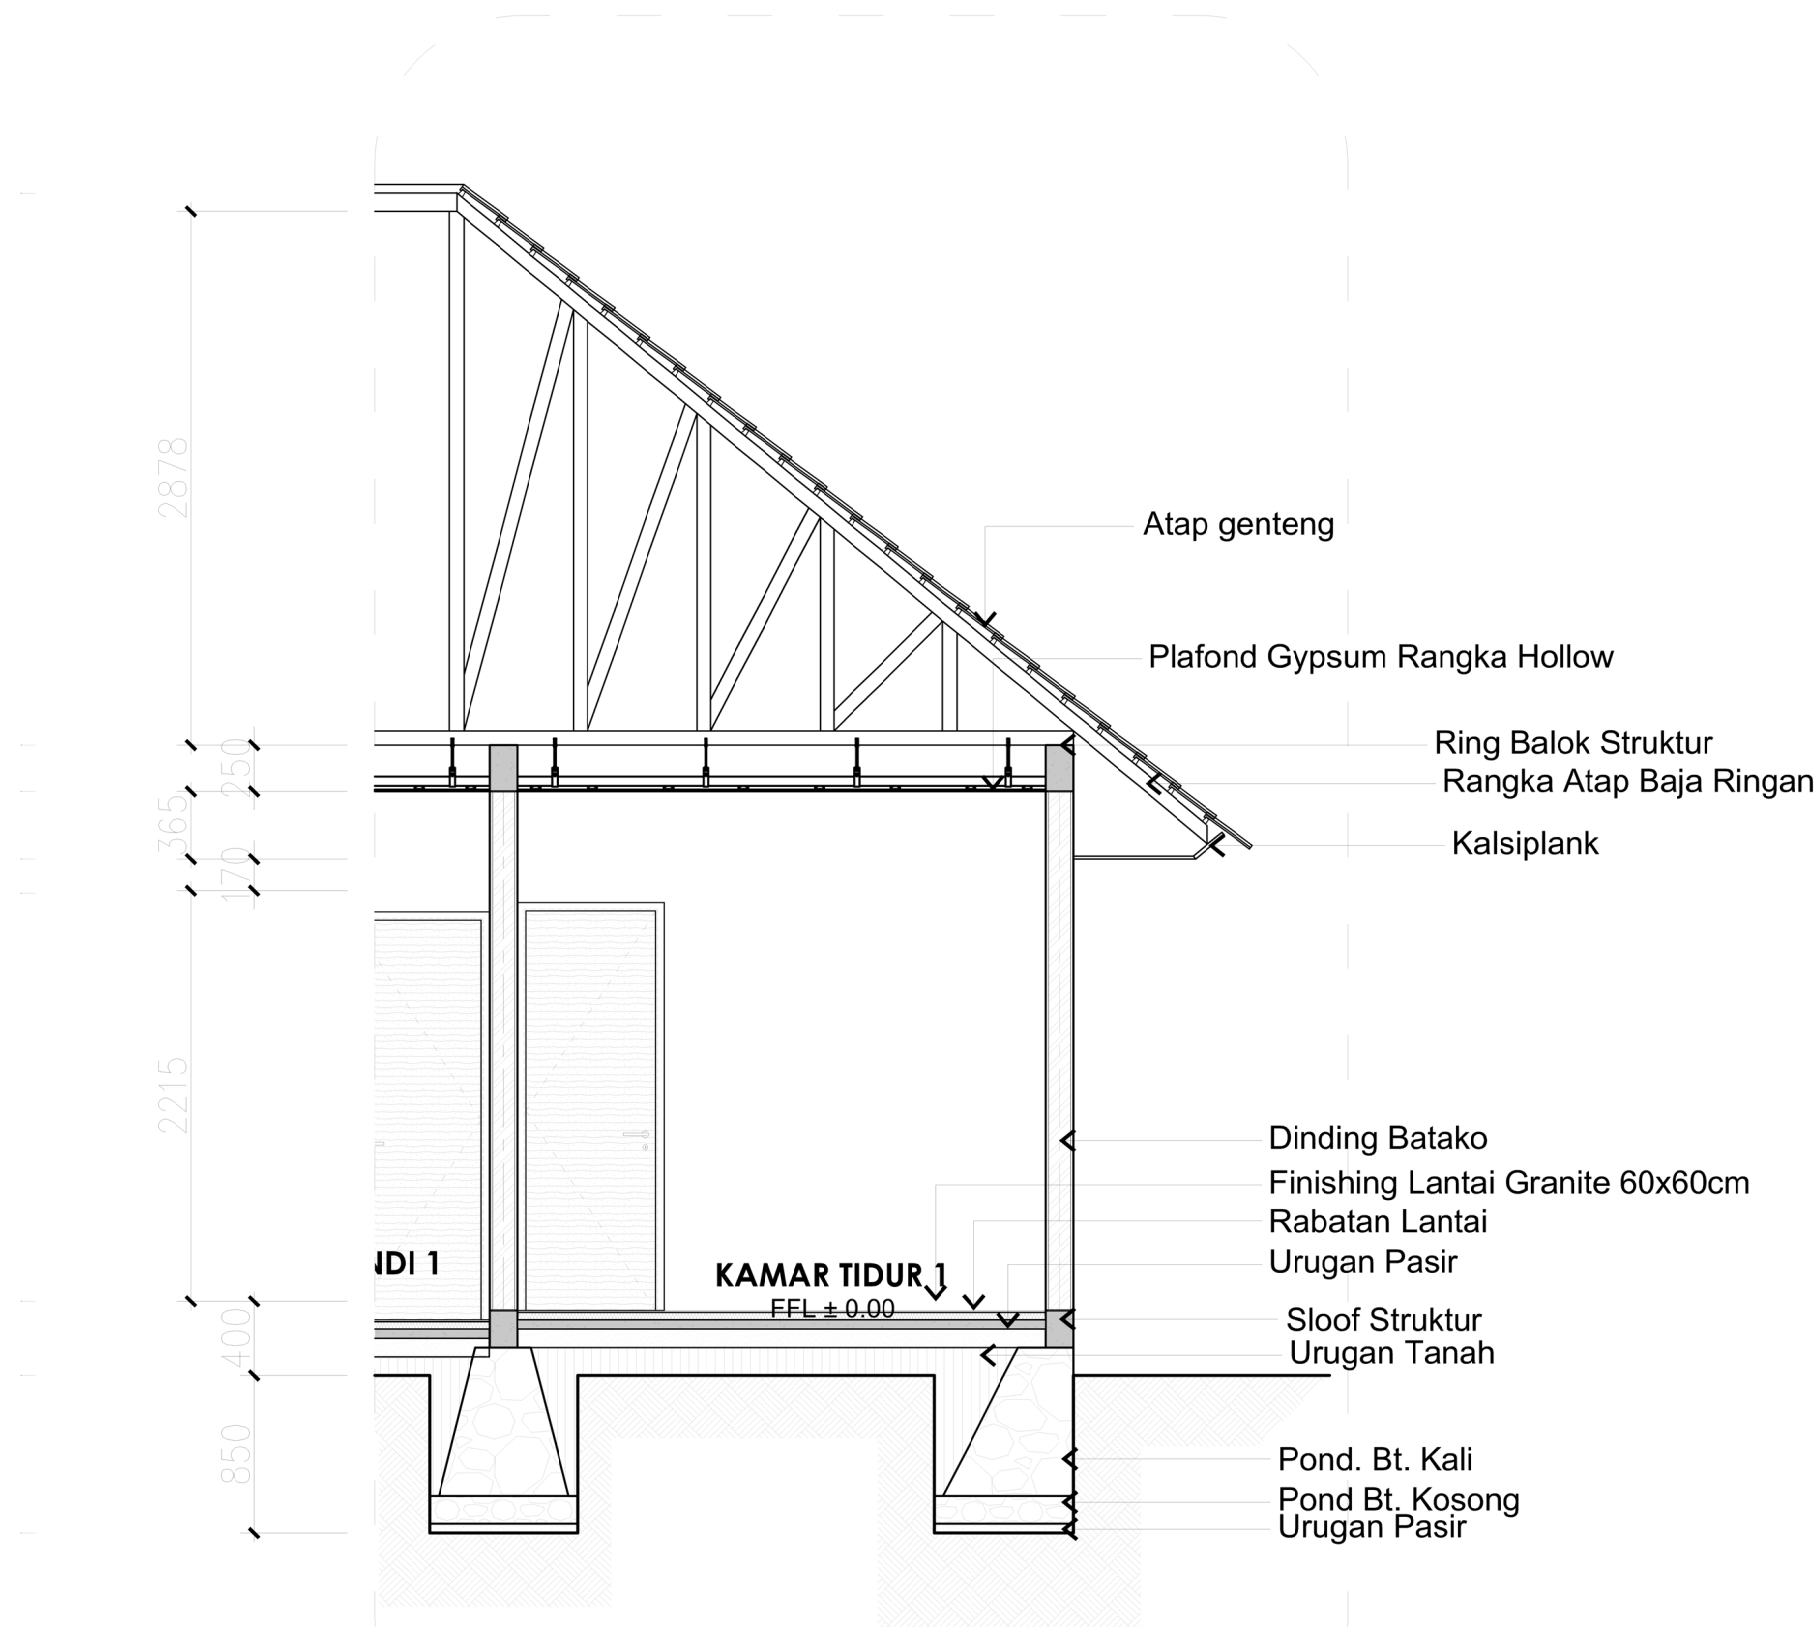 2878
Atap genteng
Plafond Gypsum Rangka Hollow
250
Ring Balok Struktur
Rangka Atap Baja Ringan
365
Kalsiplank
170
2215
Dinding Batako
Finishing Lantai Granite 60x60cm
Rabatan Lantai
NDI 1
KAMAR TIDUR 1
Urugan Pasir
FFL ± 0.00
400
Sloof Struktur
Urugan Tanah
850
Pond. Bt. Kali
Pond Bt. Kosong
Urugan Pasir